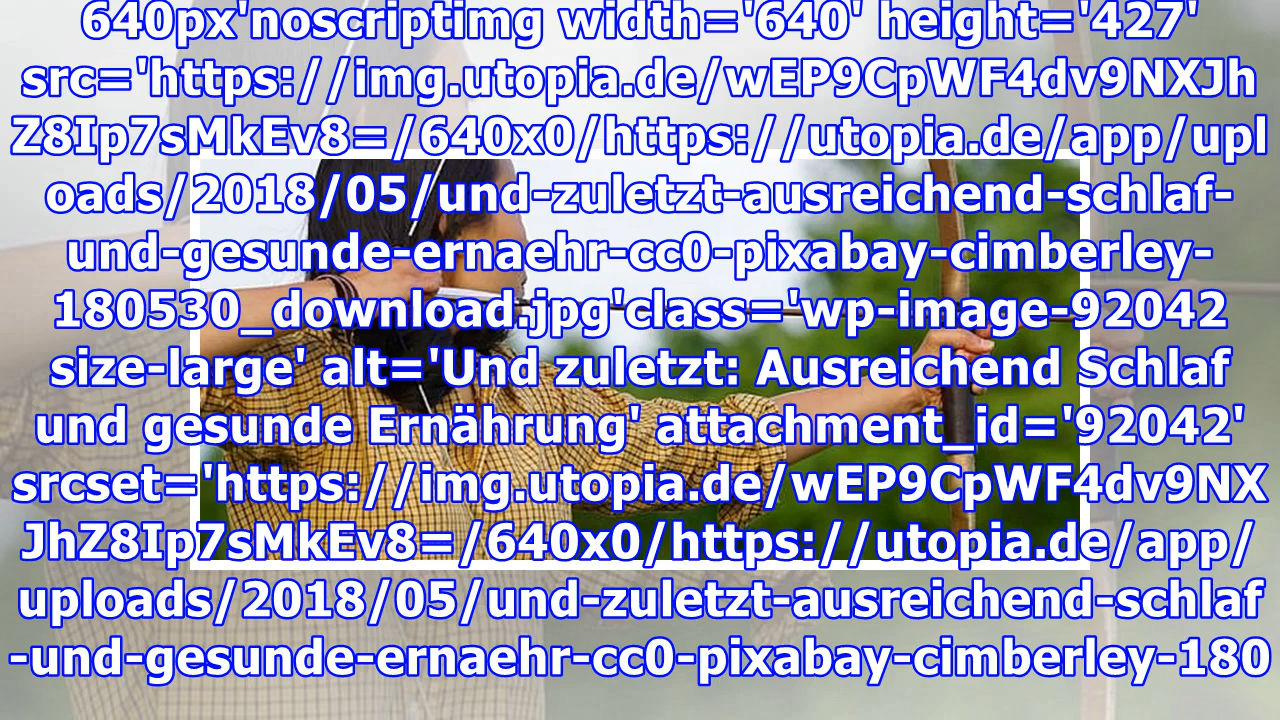 640px'noscriptimg width='640' height='427'
src='https://img.utopia.de/wEP9CpWF4dv9NXJh
Z8Ip7sMkEv8=/640x0/https://utopia.de/app/upl
oads/2018/05/und-zuletzt-ausreichend-schlaf-
und-gesunde-ernaehr-cc0-pixabay-cimberley-
180530_download.jpg'class='wp-image-92042
size-large' alt='Und zuletzt: Ausreichend Schlaf
und gesunde Ernährung' attachment_id='92042'
srcset='https://img.utopia.de/wEP9CpWF4dv9NX
JhZ8Ip7sMkEv8=/640x0/https://utopia.de/app/
uploads/2018/05/und-zuletzt-ausreichend-schlaf
-und-gesunde-ernaehr-cc0-pixabay-cimberley-180